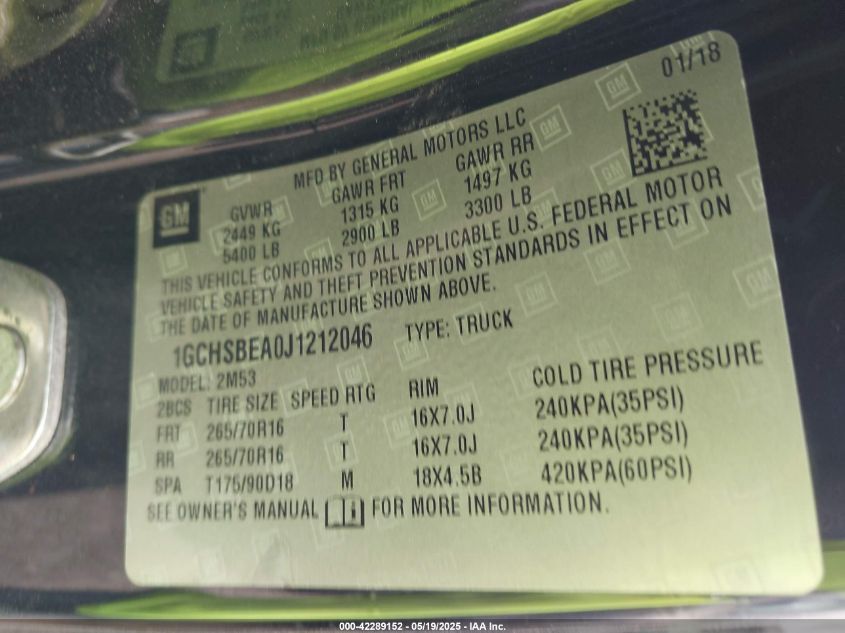 01/18
MFD BY GENERAL MOTORS LLC
GM
GVWR GAWR FRT GAWR RR
2449 KG 1315 KG 1497 KG
5400 LB 2900 LB 3300 LB
THIS VEHICLE CONFORMS TO ALL APPLICABLE U.S. FEDERAL MOTOR
VEHICLE SAFETY AND THEFT PREVENTION STANDARDS IN EFFECT ON
THE DATE OF MANUFACTURE SHOWN ABOVE.
1GCHSBEA0J1212046 TYPE: TRUCK
MODEL: 2M53
2BCS TIRE SIZE SPEED RTG RIM COLD TIRE PRESSURE
FRT 265/70R16 T 16X7.0J 240KPA(35PSI)
RR 265/70R16 T 16X7.0J 240KPA(35PSI)
SPA T175/90D18 M 18X4.5B 420KPA(60PSI)
SEE OWNER'S MANUAL FOR MORE INFORMATION.
000-42289152 - 05/19/2025 - IAA Inc.